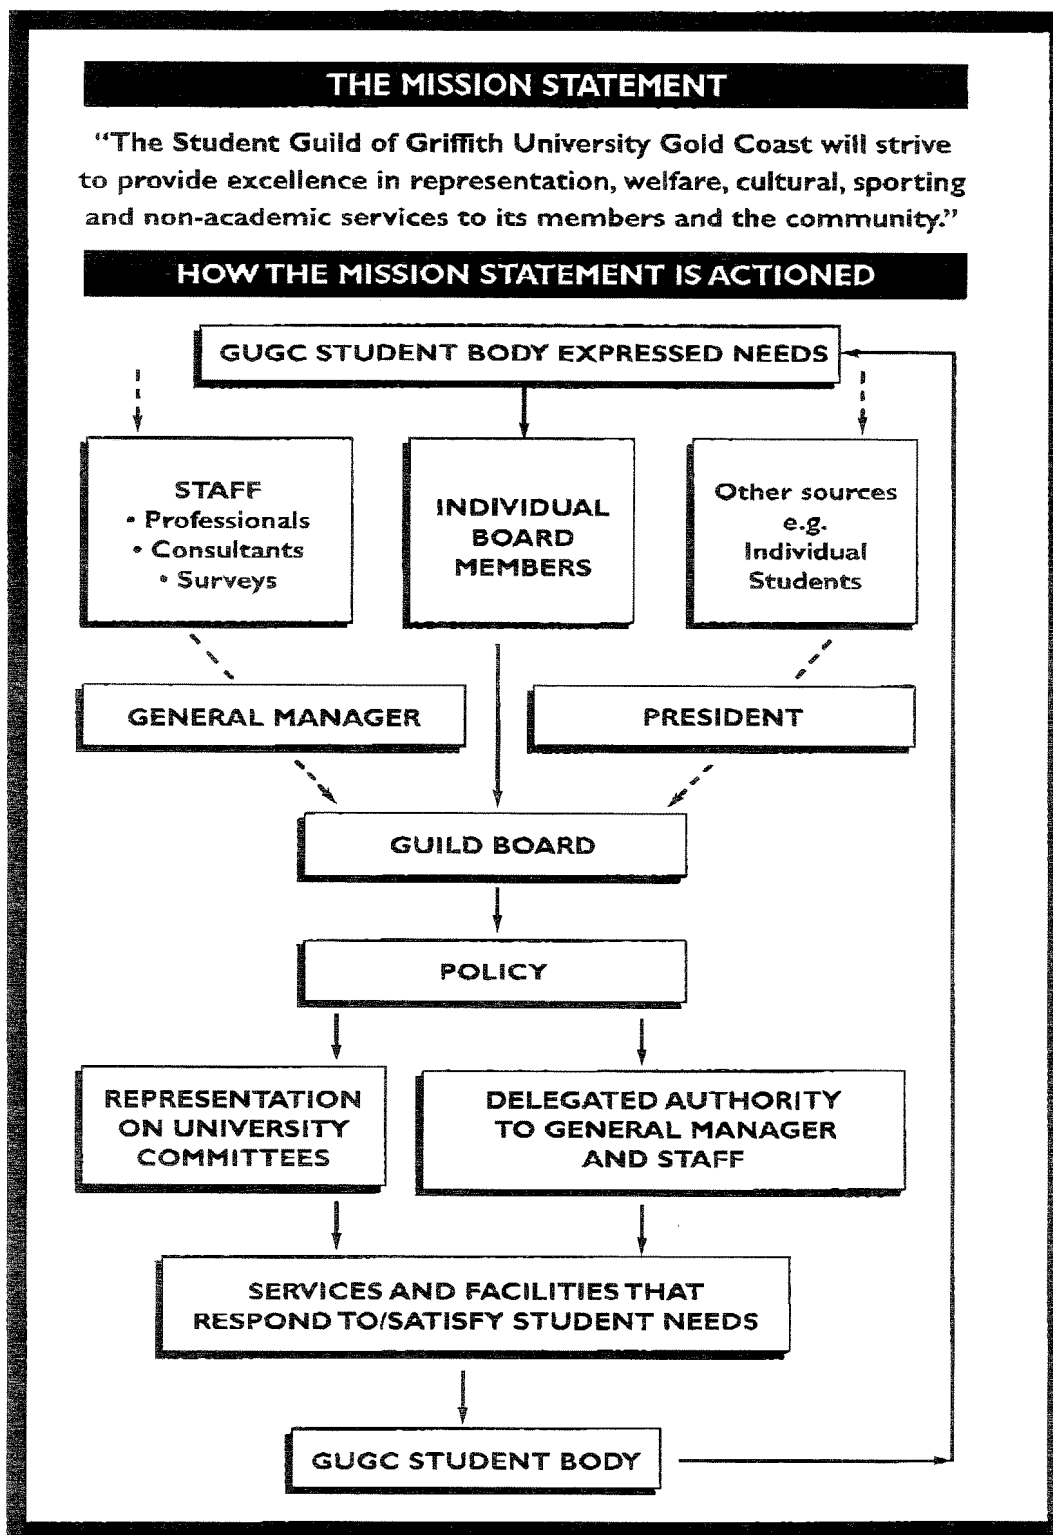 THE MISSION STATEMENT
“The Student Guild of Griffith University Gold Coast will strive
to provide excellence in representation, welfare, cultural, sporting
and non-academic services to its members and the community.”
HOW THE MISSION STATEMENT IS ACTIONED
GUGC STUDENT BODY EXPRESSED NEEDS
STAFF
• Professionals
• Consultants
• Surveys
INDIVIDUAL
BOARD
MEMBERS
Other sources
e.g.
Individual
Students
GENERAL MANAGER
PRESIDENT
GUILD BOARD
POLICY
REPRESENTATION
ON UNIVERSITY
COMMITTEES
DELEGATED AUTHORITY
TO GENERAL MANAGER
AND STAFF
SERVICES AND FACILITIES THAT
RESPOND TO/SATISFY STUDENT NEEDS
GUGC STUDENT BODY